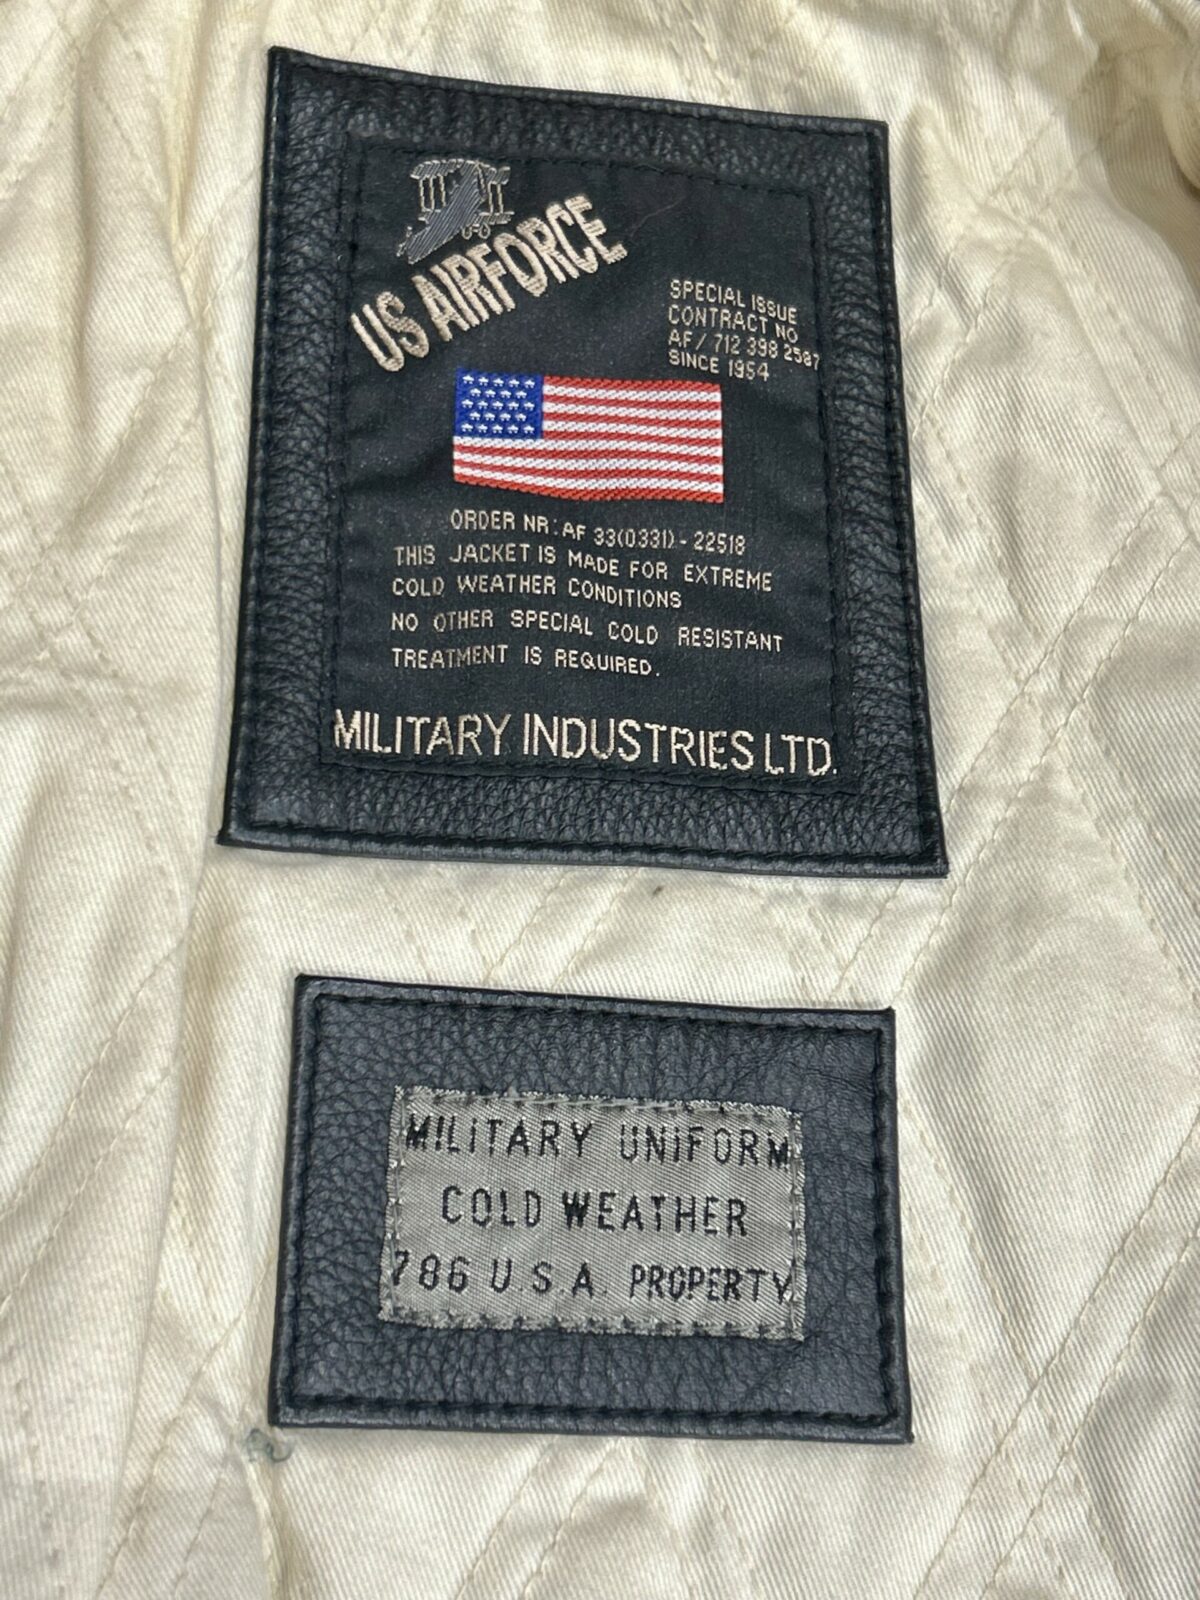 US AIRFORCE
SPECIAL ISSUE
CONTRACT NO
AF/ 712 398 2587
SINCE 1954
ORDER NR: AF 33(0331) - 22518
THIS JACKET IS MADE FOR EXTREME
COLD WEATHER CONDITIONS
NO OTHER SPECIAL COLD RESISTANT
TREATMENT IS REQUIRED.
MILITARY INDUSTRIES LTD.
MILITARY UNIFORM
COLD WEATHER
786 U.S.A. PROPERTY